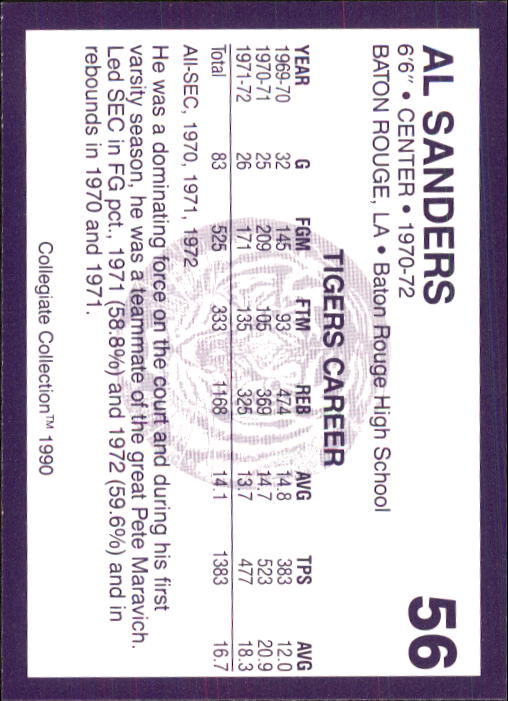 AL SANDERS 56
6'6" • CENTER • 1970-72
BATON ROUGE, LA • Baton Rouge High School
TIGERS CAREER
YEAR G FGM FTM REB AVG TPS AVG
1969-70 32 145 93 474 14.8 383 12.0
1970-71 25 209 105 369 14.7 523 20.9
1971-72 26 171 135 325 13.7 477 18.3
Total 83 525 333 1168 14.1 1383 16.7
All-SEC, 1970, 1971, 1972
He was a dominating force on the court and during his first
varsity season, he was a teammate of the great Pete Maravich.
Led SEC in FG pct., 1971 (58.8%) and 1972 (59.6%) and in
rebounds in 1970 and 1971.
Collegiate Collection™ 1990